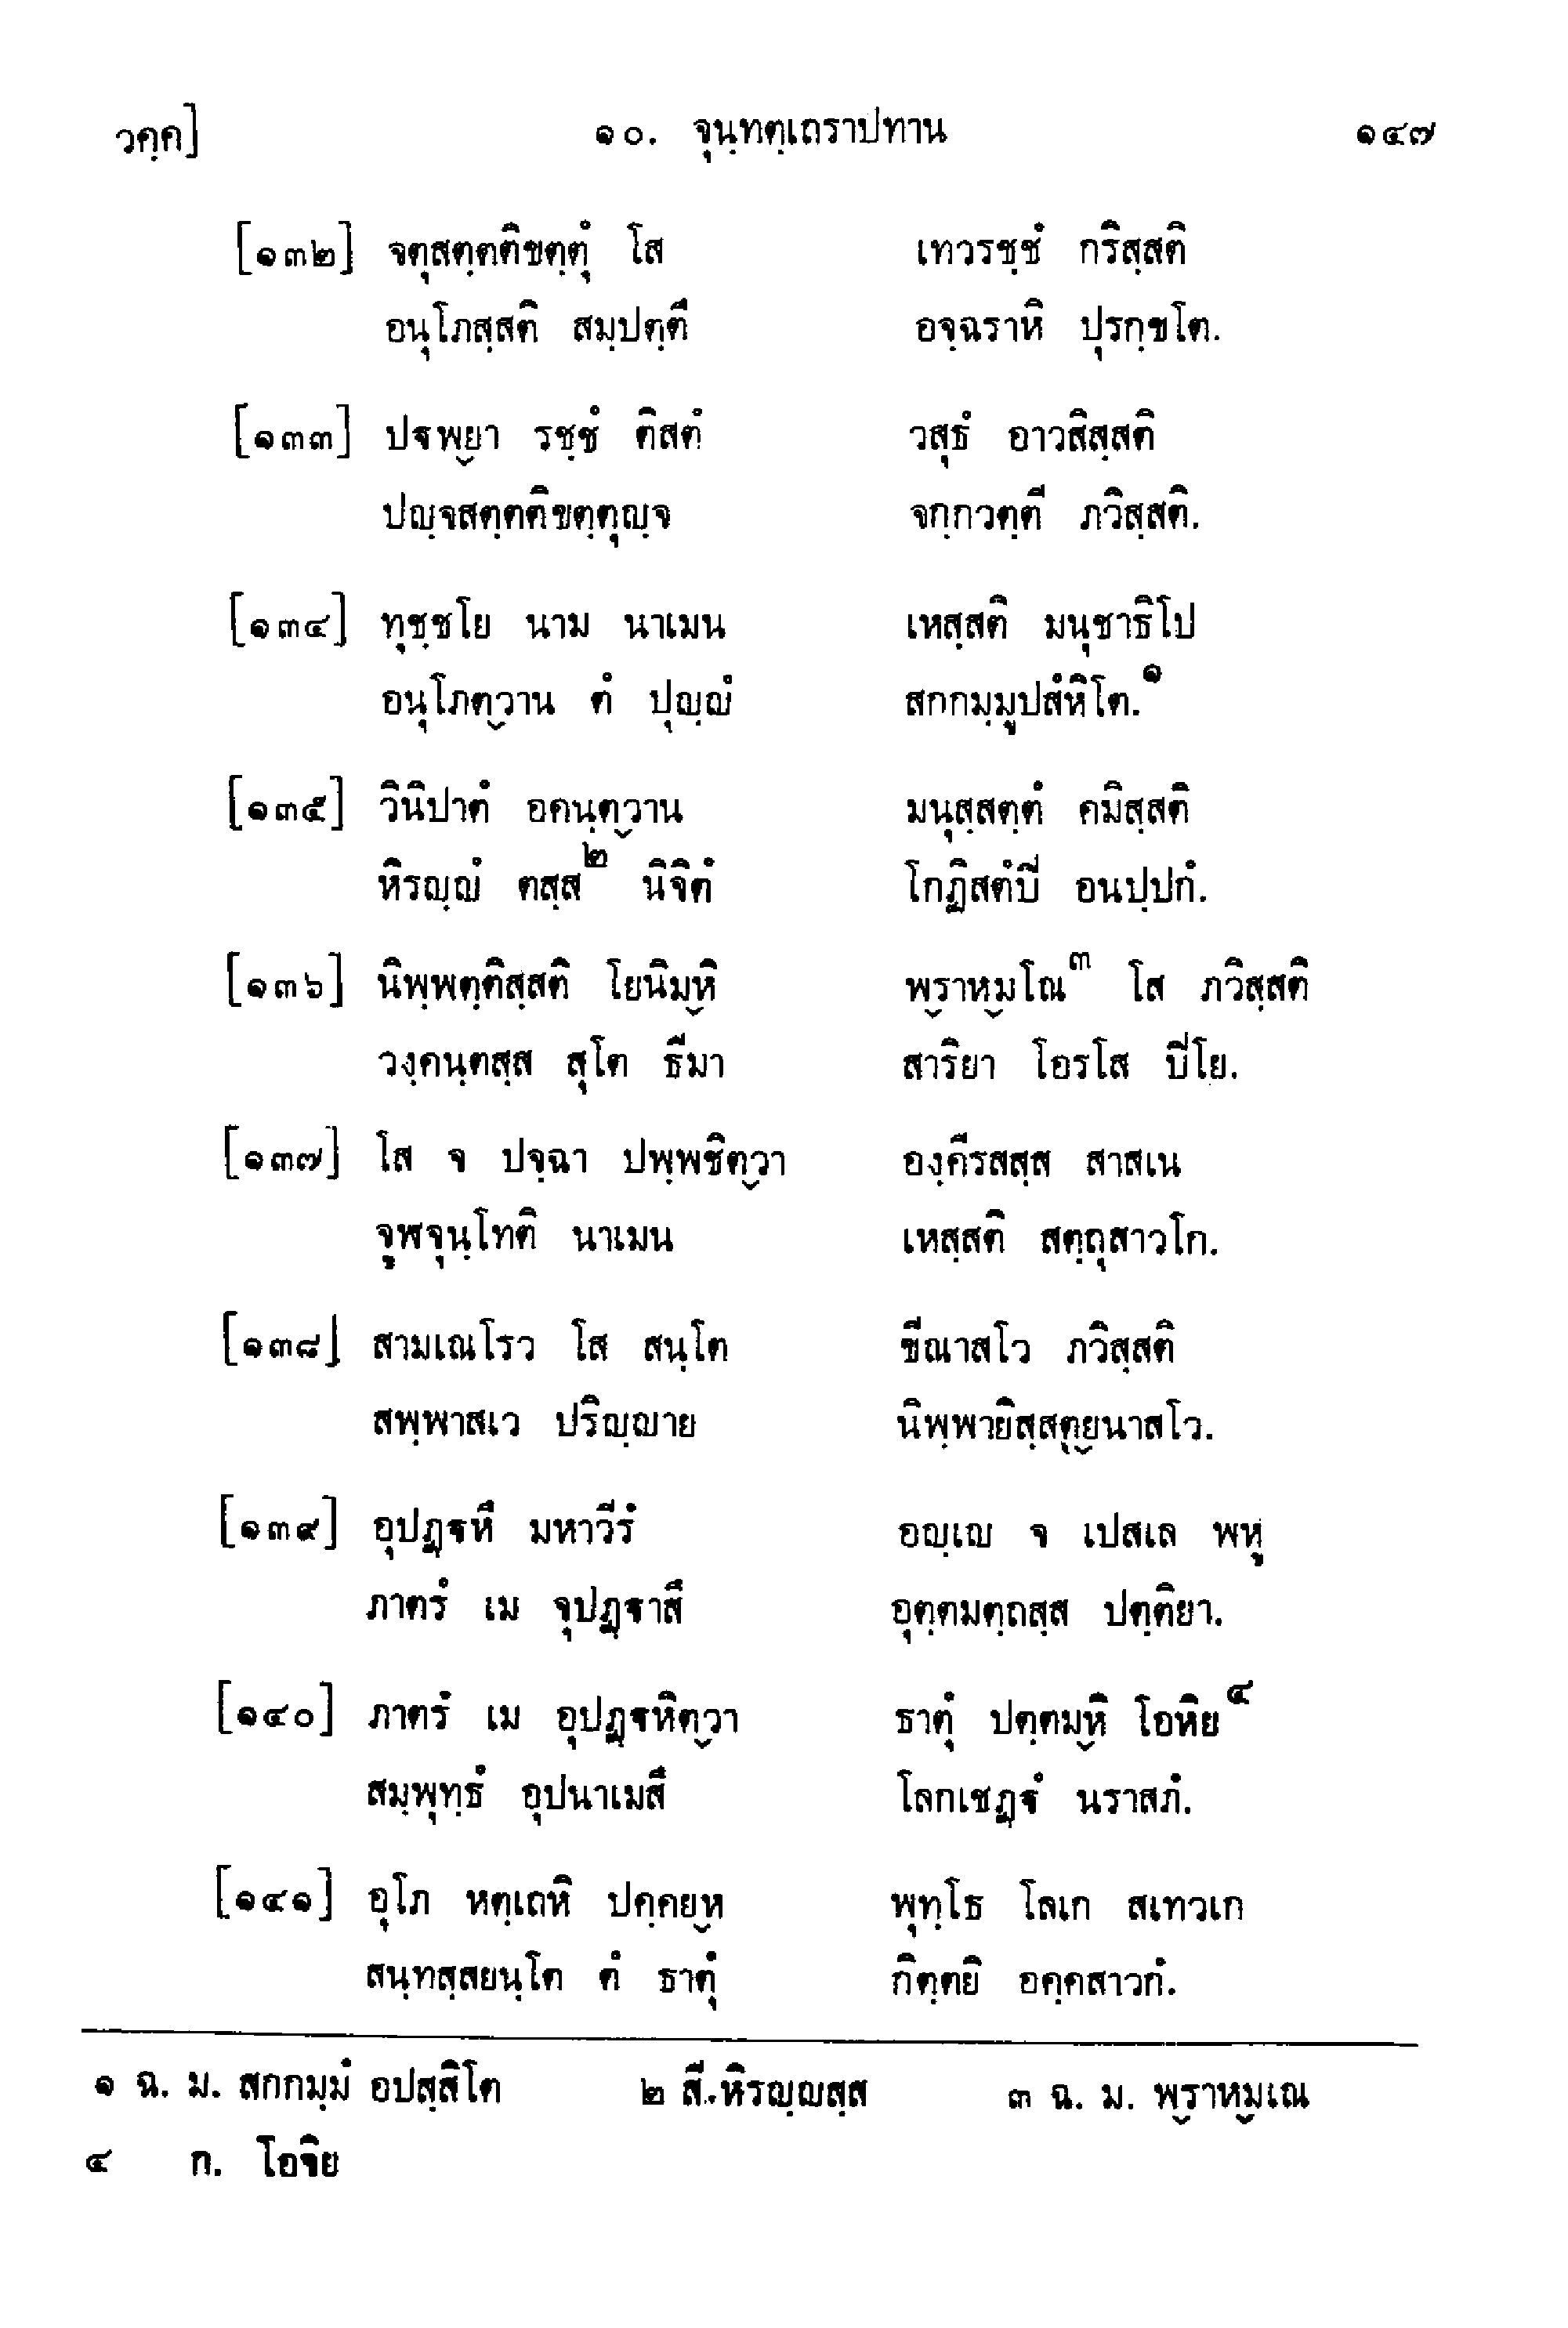 วคฺค] ๑๐. จุนฺทตฺเถราปทาน ๑๔๗
[๑๓๒] จตุสตฺตติขตฺตุํ โส เทวรชฺชํ กริสฺสติ
อนุโภสฺสติ สมฺปตฺตึ อจฺฉราหิ ปุรกฺขโต.
[๑๓๓] ปฐพฺยา รชฺชํ ติสตํ วสุธํ อาวสิสฺสติ
ปญฺจสตฺตติขตฺตุญฺจ จกฺกวตฺตี ภวิสฺสติ.
[๑๓๔] ทุชฺชโย นาม นาเมน เหสฺสติ มนุชาธิโป
อนุโภตฺวาน ตํ ปุญฺญํ สกกมฺมูปสํหิโต.๑
[๑๓๕] วินิปาตํ อคนฺตฺวาน มนุสฺสตฺตํ คมิสฺสติ
หิรญฺญํ ตสฺส๒ นิจิตํ โกฏิสตํปิ อนปฺปกํ.
[๑๓๖] นิพฺพตฺติสฺสติ โยนิมฺหิ พฺราหฺมโณ๓ โส ภวิสฺสติ
วงฺคนฺตสฺส สุโต ธีมา สาริยา โอรโส ปิโย.
[๑๓๗] โส จ ปจฺฉา ปพฺพชิตฺวา องฺคีรสสฺส สาสเน
จูฬจุนฺโทติ นาเมน เหสฺสติ สตฺถุสาวโก.
[๑๓๘] สามเณโรว โส สนฺโต ขีณาสโว ภวิสฺสติ
สพฺพาสเว ปริญฺญาย นิพฺพายิสฺสตฺยนาสโว.
[๑๓๙] อุปฏฺฐหึ มหาวีรํ อญฺเญ จ เปสเล พหู
ภาตรํ เม จุปฏฺฐาสึ อุตฺตมตฺถสฺส ปตฺติยา.
[๑๔๐] ภาตรํ เม อุปฏฺฐหิตฺวา ธาตุํ ปตฺตมฺหิ โอหิย๔
สมฺพุทฺธํ อุปนาเมสึ โลกเชฏฺฐํ นราสภํ.
[๑๔๑] อุโภ หตฺเถหิ ปคฺคยฺห พุทฺโธ โลเก สเทวเก
สนฺทสฺสยนฺโต ตํ ธาตุํ กิตฺตยิ อคฺคสาวกํ.
๑ ฉ. ม. สกกมฺมํ อปสฺสิโต ๒ สี. หิรญฺญสฺส ๓ ฉ. ม. พฺราหฺมเณ
๔ ก. โอจิย